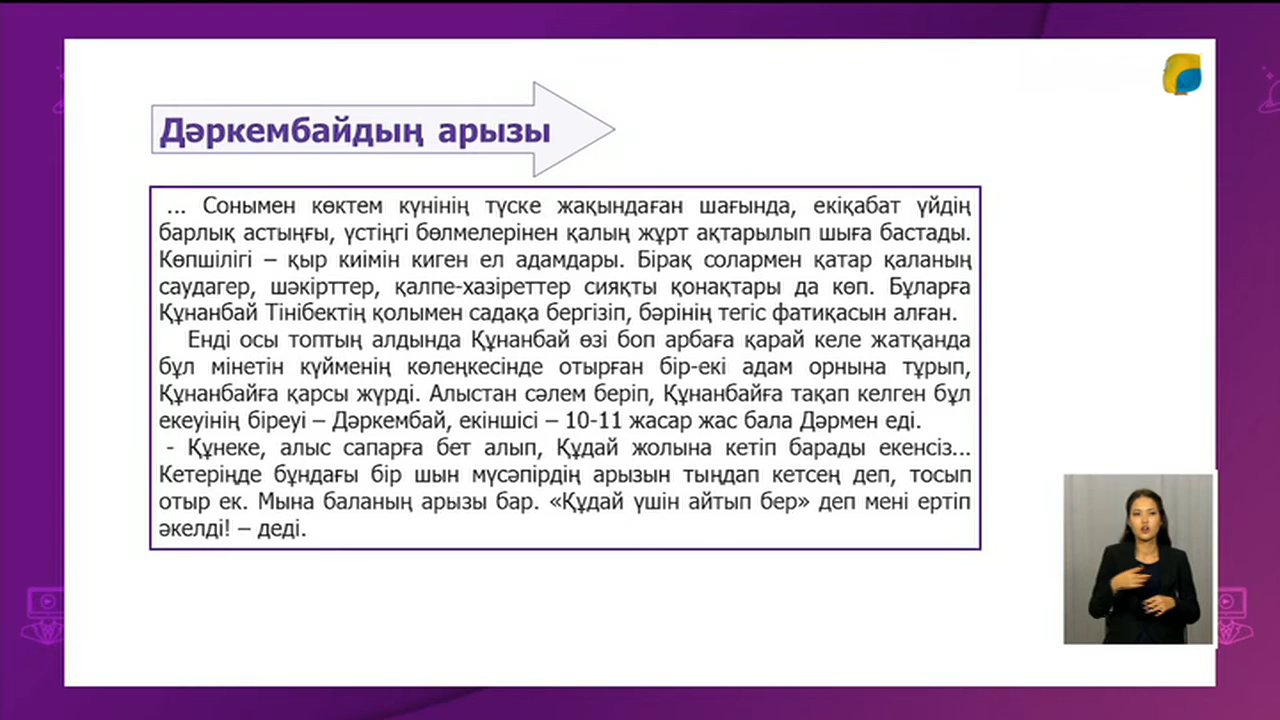 Дәркембайдың арызы
... Сонымен көктем күнінің түске жақындаған шағында, екіқабат үйдің
барлық астыңғы, үстіңгі бөлмелерінен қалың жұрт ақтарылып шыға бастады.
Көпшілігі – қыр киімін киген ел адамдары. Бірақ солармен қатар қаланың
саудагер, шәкірттер, қалпе-хазіреттер сияқты қонақтары да көп. Бұларға
Құнанбай Тінібектің қолымен садақа бергізіп, бәрінің тегіс фатиқасын алған.
Енді осы топтың алдында Құнанбай өзі боп арбаға қарай келе жатқанда
бұл мінетін күйменің көлеңкесінде отырған бір-екі адам орнына тұрып,
Құнанбайға қарсы жүрді. Алыстан сәлем беріп, Құнанбайға тақап келген бұл
екеуінің біреуі – Дәркембай, екіншісі – 10-11 жасар жас бала Дәрмен еді.
- Құнеке, алыс сапарға бет алып, Құдай жолына кетіп барады екенсіз...
Кетеріңде бұндағы бір шын мүсәпірдің арызын тыңдап кетсең деп, тосып
отыр ек. Мына баланың арызы бар. «Құдай үшін айтып бер» деп мені ертіп
әкелді! – деді.